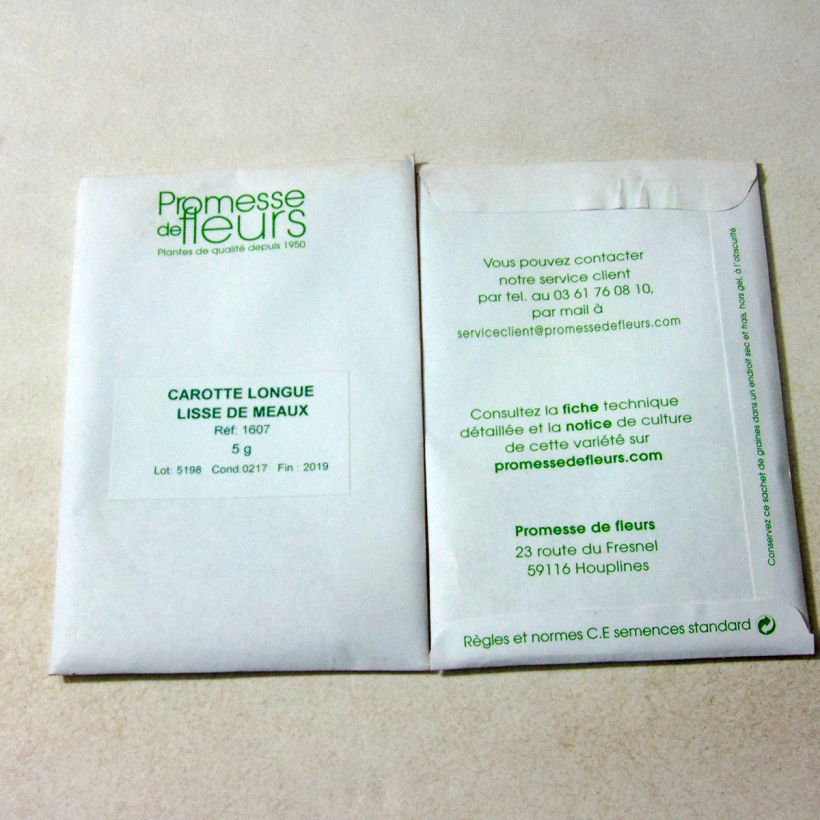 Promesse
de fleurs
Plantes de qualité depuis 1950
CAROTTE LONGUE
LISSE DE MEAUX
Réf: 1607
5 g
Lot: 5198 Cond.0217 Fin : 2019
Vous pouvez contacter
notre service client
par tel. au 03 61 76 08 10,
par mail à
serviceclient@promessedefleurs.com
Consultez la fiche technique
détaillée et la notice de culture
de cette variété sur
promessedefleurs.com
Promesse de fleurs
23 route du Fresnel
59116 Houplines
Règles et normes C.E semences standard
Conservez ce sachet de graines dans un endroit sec et frais, hors gel, à l'obscurité